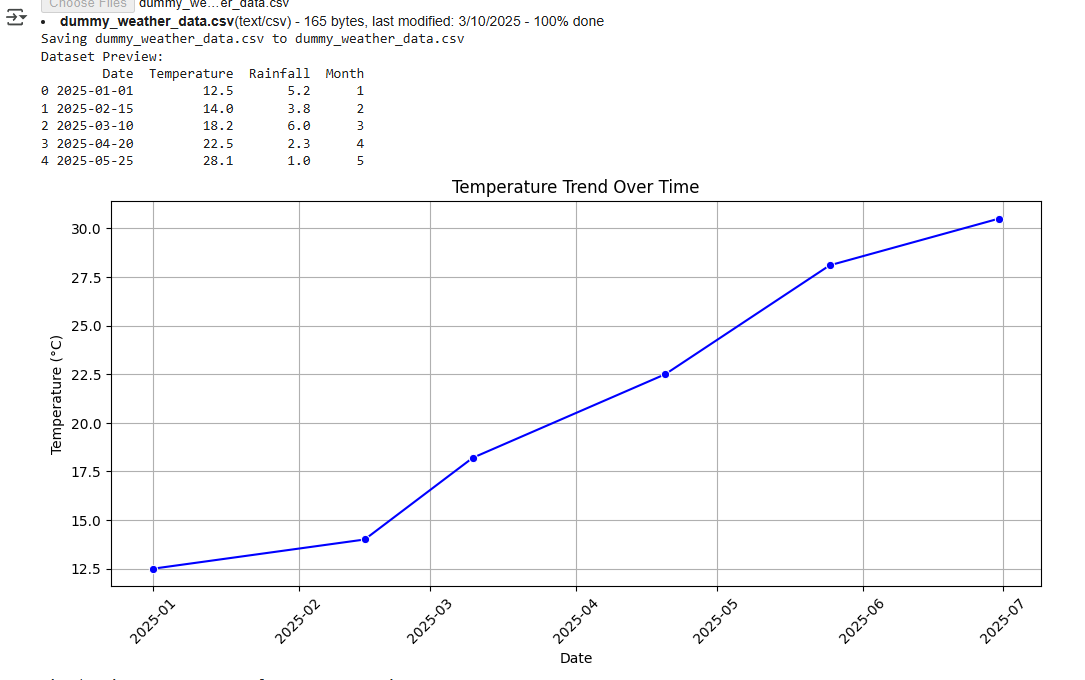 Choose Files dummy_we...er_data.csv
• dummy_weather_data.csv(text/csv) - 165 bytes, last modified: 3/10/2025 - 100% done
Saving dummy_weather_data.csv to dummy_weather_data.csv
Dataset Preview:
Date Temperature Rainfall Month
0 2025-01-01 12.5 5.2 1
1 2025-02-15 14.0 3.8 2
2 2025-03-10 18.2 6.0 3
3 2025-04-20 22.5 2.3 4
4 2025-05-25 28.1 1.0 5
Temperature Trend Over Time
Temperature (°C)
30.0
27.5
25.0
22.5
20.0
17.5
15.0
12.5
2025-01
2025-02
2025-03
2025-04
2025-05
2025-06
2025-07
Date